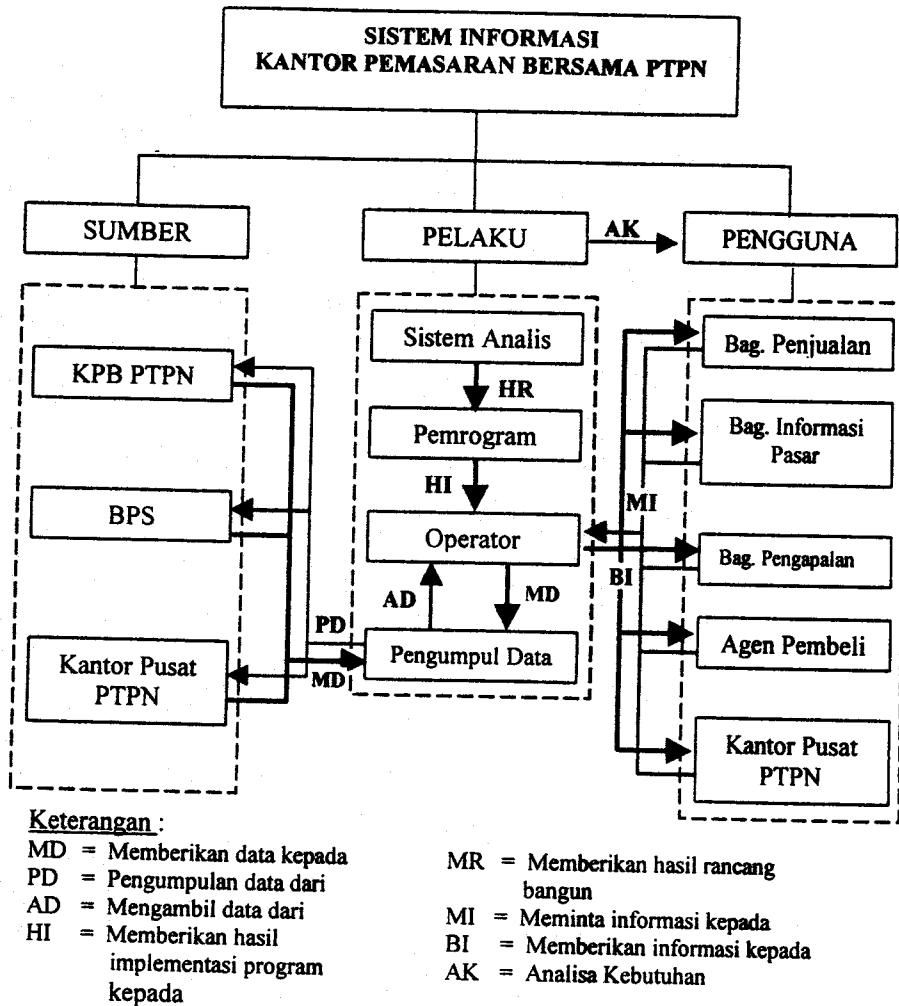 SISTEM INFORMASI
KANTOR PEMASARAN BERSAMA PTPN
SUMBER
PELAKU
AK
PENGGUNA
KPB PTPN
BPS
Kantor Pusat
PTPN
Sistem Analis
HR
Pemrogram
HI
Operator
AD
MD
Pengumpul Data
PD
MD
MI
BI
Bag. Penjualan
Bag. Informasi
Pasar
Bag. Pengapalan
Agen Pembeli
Kantor Pusat
PTPN
Keterangan :
MD = Memberikan data kepada
PD = Pengumpulan data dari
AD = Mengambil data dari
HI = Memberikan hasil
implementasi program
kepada
MR = Memberikan hasil rancang
bangun
MI = Meminta informasi kepada
BI = Memberikan informasi kepada
AK = Analisa Kebutuhan